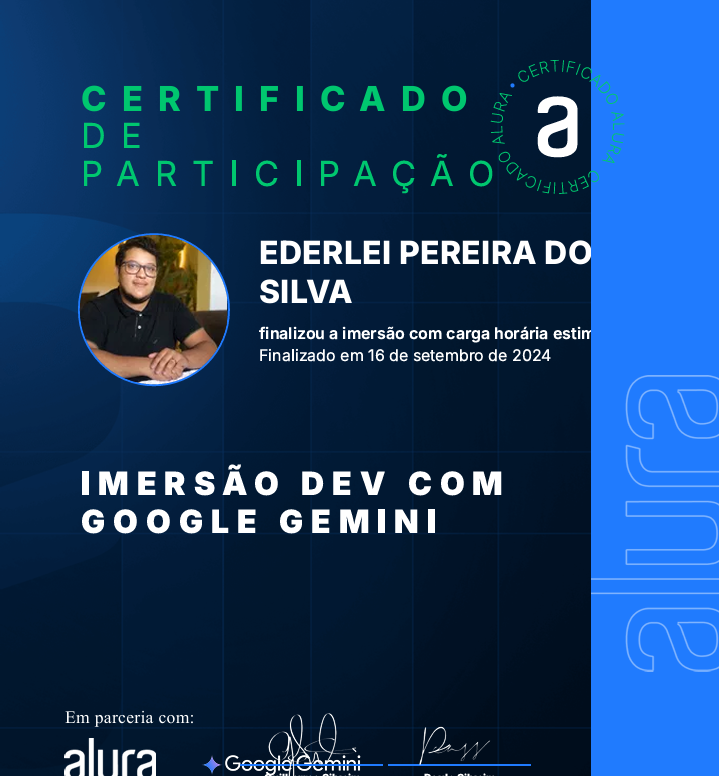 CERTIFICADO
DE
PARTICIPAÇÃO
CERTIFICADO ALURA • CERTIFICADO ALURA
a
EDERLEI PEREIRA DO
SILVA
finalizou a imersão com carga horária estim
Finalizado em 16 de setembro de 2024
IMERSÃO DEV COM
GOOGLE GEMINI
alura
Em parceria com:
alura
Google Gemini